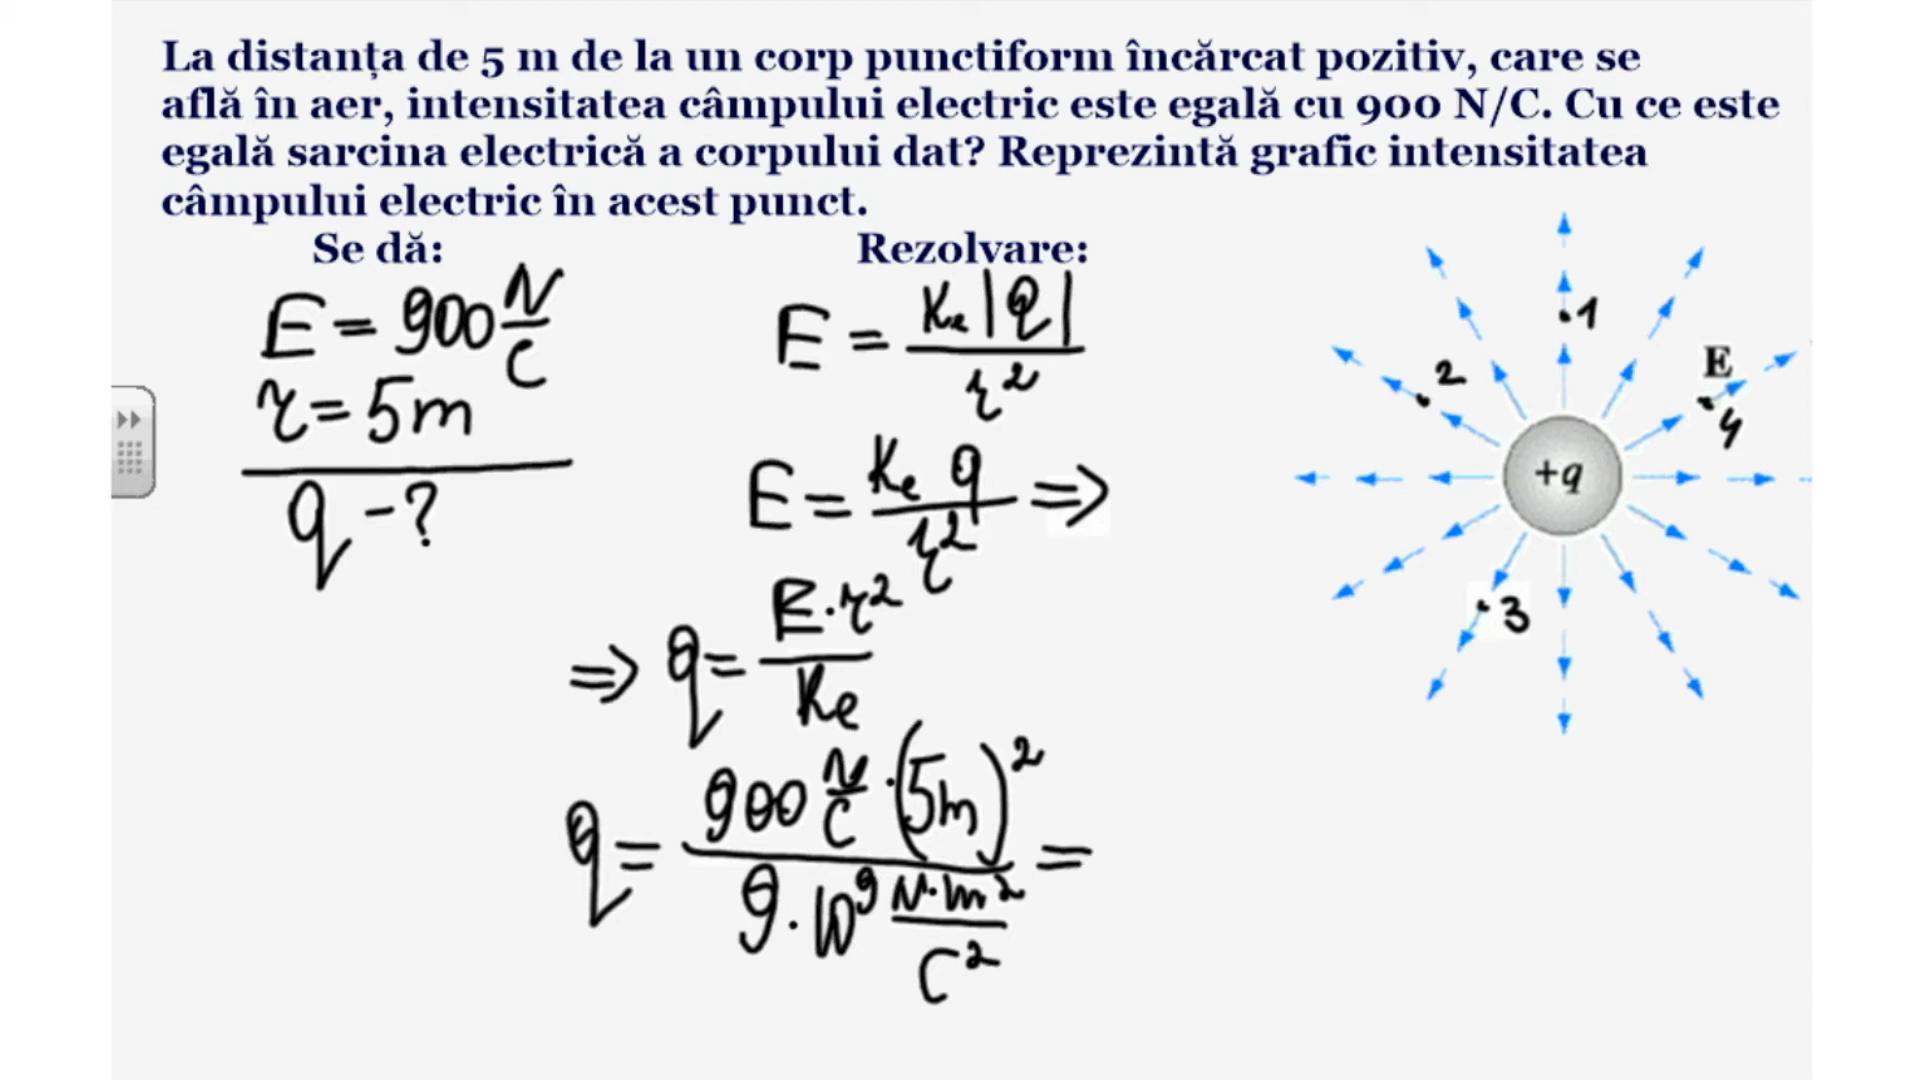 La distanța de 5 m de la un corp punctiform încărcat pozitiv, care se
află în aer, intensitatea câmpului electric este egală cu 900 N/C. Cu ce este
egală sarcina electrică a corpului dat? Reprezintă grafic intensitatea
câmpului electric în acest punct.
Se dă:
E = 900 N/C
r = 5m
q - ?
Rezolvare:
E = Ke |q| / r²
E = Ke q / r² ⇒
⇒ q = E · r² / Ke
q = 900 N/C · (5m)² / 9 · 10⁹ N·m²/C² =
1
2
E
4
+q
3